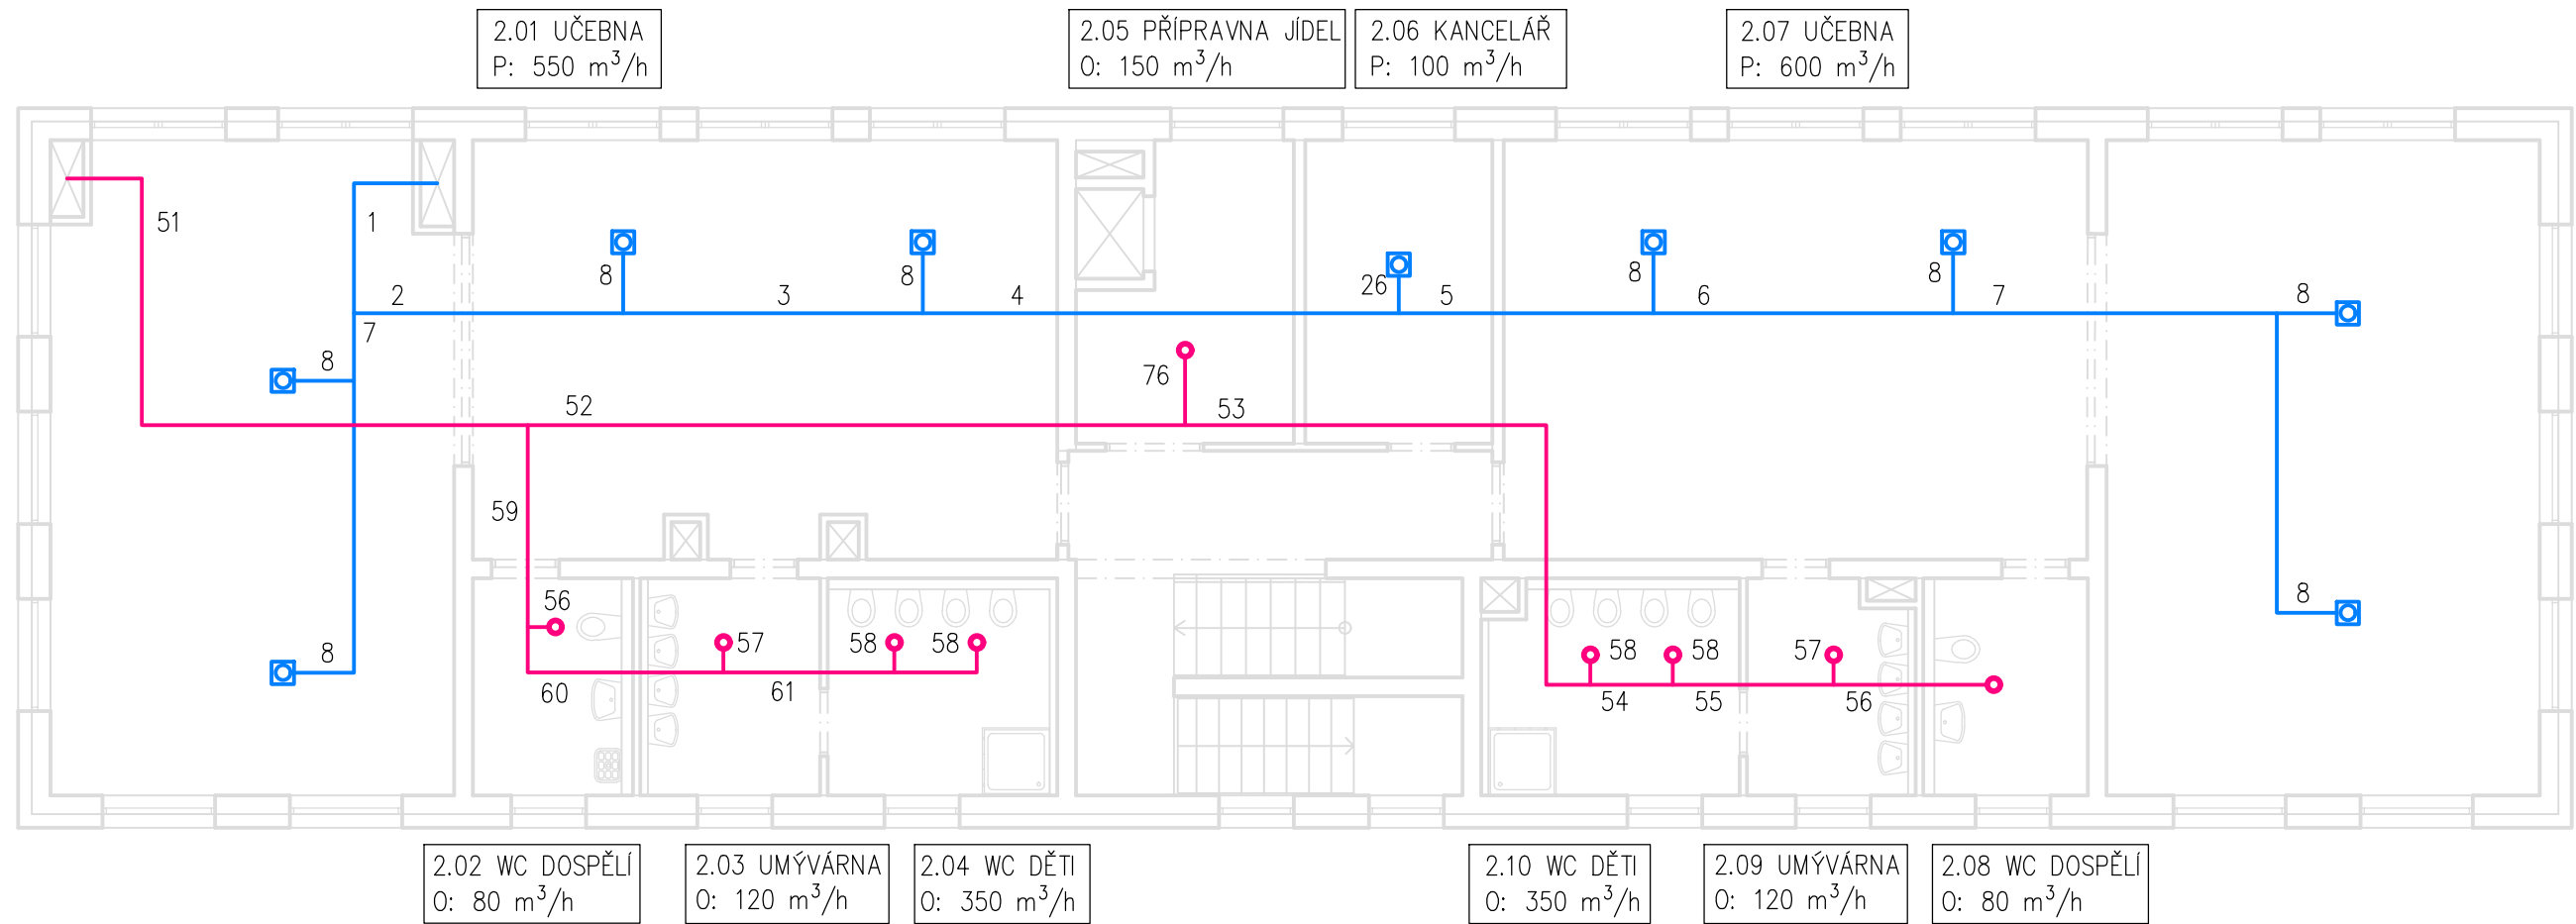 2.01 UČEBNA
P: 550 m³/h
2.05 PŘÍPRAVNA JÍDEL
O: 150 m³/h
2.06 KANCELÁŘ
P: 100 m³/h
2.07 UČEBNA
P: 600 m³/h
51
1
2
8
3
8
4
26
5
8
6
8
7
8
7
8
52
76
53
59
8
56
57
58
58
60
61
8
58
58
57
54
55
56
2.02 WC DOSPĚLÍ
O: 80 m³/h
2.03 UMÝVÁRNA
O: 120 m³/h
2.04 WC DĚTI
O: 350 m³/h
2.10 WC DĚTI
O: 350 m³/h
2.09 UMÝVÁRNA
O: 120 m³/h
2.08 WC DOSPĚLÍ
O: 80 m³/h